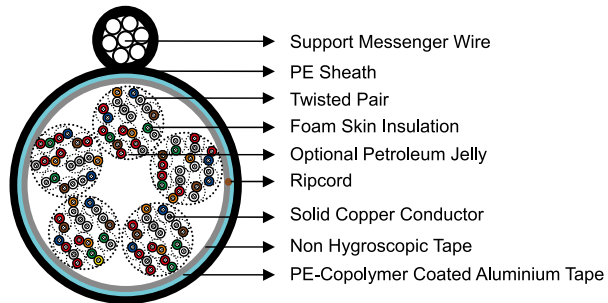 Support Messenger Wire
PE Sheath
Twisted Pair
Foam Skin Insulation
Optional Petroleum Jelly
Ripcord
Solid Copper Conductor
Non Hygroscopic Tape
PE-Copolymer Coated Aluminium Tape